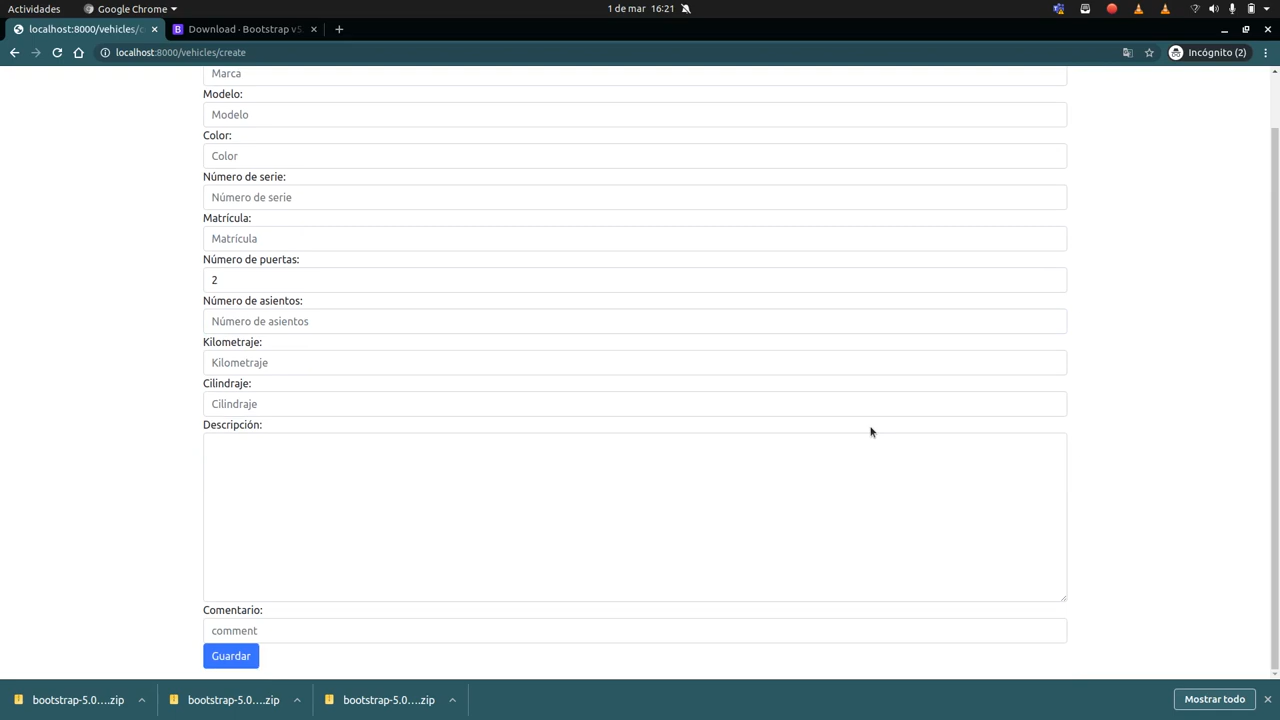 Actividades
Google Chrome
1 de mar 16:21
localhost:8000/vehicles/c
Download · Bootstrap v5
localhost:8000/vehicles/create
Incógnito (2)
Marca
Modelo:
Modelo
Color:
Color
Número de serie:
Número de serie
Matrícula:
Matrícula
Número de puertas:
2
Número de asientos:
Número de asientos
Kilometraje:
Kilometraje
Cilindraje:
Cilindraje
Descripción:
Comentario:
comment
Guardar
bootstrap-5.0....zip
bootstrap-5.0....zip
bootstrap-5.0....zip
Mostrar todo